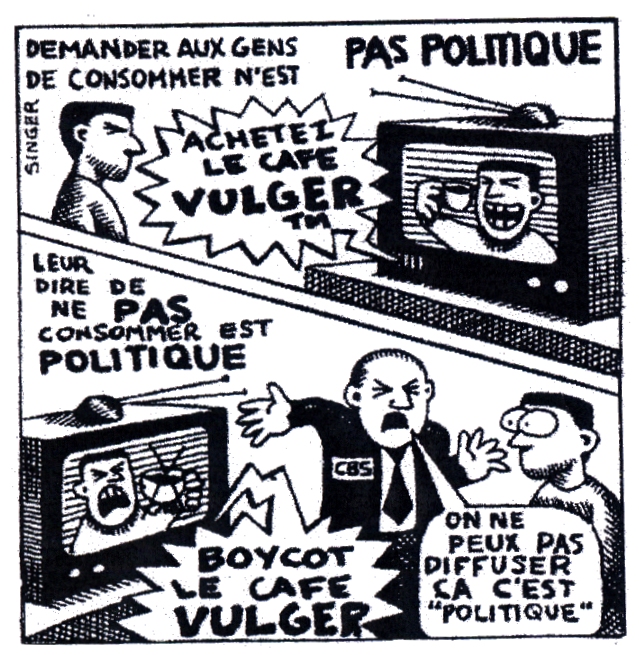 DEMANDER AUX GENS
DE CONSOMMER N'EST
PAS POLITIQUE
SINGER
ACHETEZ
LE CAFE
VULGER
TM
LEUR
DIRE DE
NE PAS
CONSOMMER EST
POLITIQUE
CBS
BOYCOT
LE CAFE
VULGER
ON NE
PEUX PAS
DIFFUSER
ÇA C'EST
"POLITIQUE"